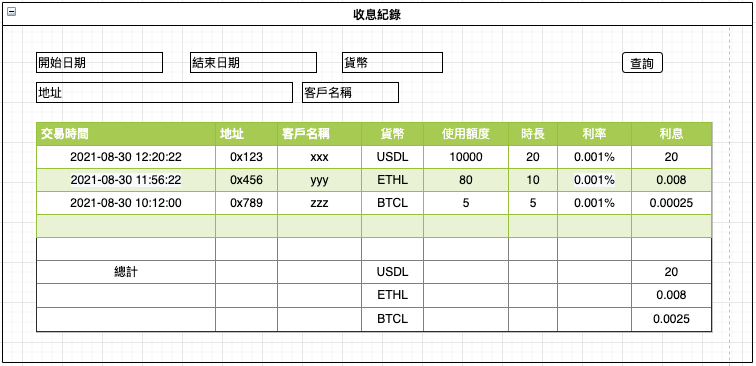 收息紀錄
開始日期 結束日期 貨幣 查詢
地址 客戶名稱
交易時間 地址 客戶名稱 貨幣 使用額度 時長 利率 利息
2021-08-30 12:20:22 0x123 xxx USDL 10000 20 0.001% 20
2021-08-30 11:56:22 0x456 yyy ETHL 80 10 0.001% 0.008
2021-08-30 10:12:00 0x789 zzz BTCL 5 5 0.001% 0.00025
總計 USDL 20
ETHL 0.008
BTCL 0.0025